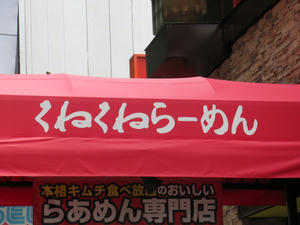 くねくねらーめん
本格キムチ食べ放題のおいしい
らあめん専門店